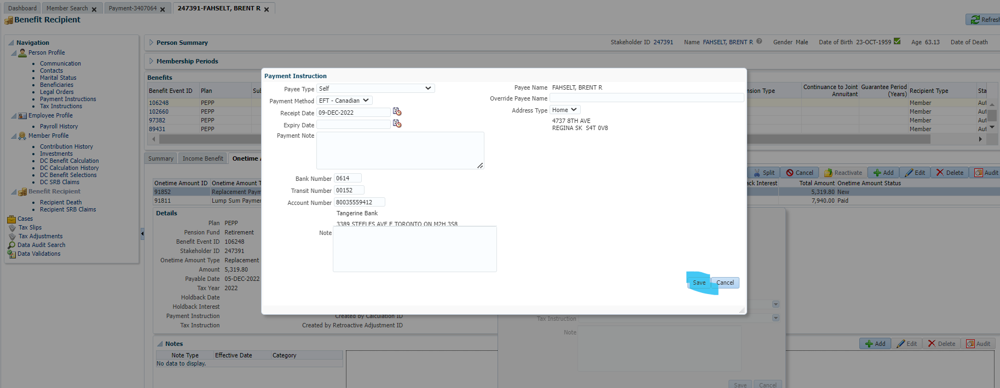 Dashboard Member Search Payment-3407064 247391-FAHSELT, BRENT R
Benefit Recipient
Refresh
Navigation
Person Profile
Communication
Contacts
Marital Status
Beneficiaries
Legal Orders
Payment Instructions
Tax Instructions
Employee Profile
Payroll History
Member Profile
Contribution History
Investments
DC Benefit Calculation
DC Calculation History
DC Benefit Selections
DC SRB Claims
Benefit Recipient
Recipient Death
Recipient SRB Claims
Cases
Tax Slips
Tax Adjustments
Data Audit Search
Data Validations
Person Summary Stakeholder ID 247391 Name FAHSELT, BRENT R Gender Male Date of Birth 23-OCT-1959 Age 63.13 Date of Death
Membership Periods
Benefits
Benefit Event ID Plan Sub nsion Type Continuance to Joint Annuitant Guarantee Period (Years) Recipient Type Sta
106248 PEPP Member Aut
102660 PEPP Member Aut
97382 PEPP Member Aut
89431 PEPP Member Aut
Summary Income Benefit Onetime A
Split Cancel Reactivate Add Edit Delete Audit
Onetime Amount ID Onetime Amount T ack Interest Total Amount Onetime Amount Status
91852 Replacement Paym 5,319.80 New
91811 Lump Sum Paymen 7,940.00 Paid
Details
Plan PEPP
Pension Fund Retirement
Benefit Event ID 106248
Stakeholder ID 247391
Onetime Amount Type Replacement
Amount 5,319.80
Payable Date 05-DEC-2022
Tax Year 2022
Holdback Date
Holdback Interest
Payment Instruction Created by Calculation ID
Tax Instruction Created by Retroactive Adjustment ID
Payment Instruction
Payee Type Self
Payment Method EFT - Canadian
Receipt Date 09-DEC-2022
Expiry Date
Payment Note
Payee Name FAHSELT, BRENT R
Override Payee Name
Address Type Home
4737 8TH AVE
REGINA SK S4T 0V8
Bank Number 0614
Transit Number 00152
Account Number 80035559412
Tangerine Bank
3389 STEELES AVE E TORONTO ON M2H 3S8
Note
Save Cancel
Tax Instruction
Note
Save Cancel
Notes
Add Edit Delete Audit
Note Type Effective Date Category
No data to display.